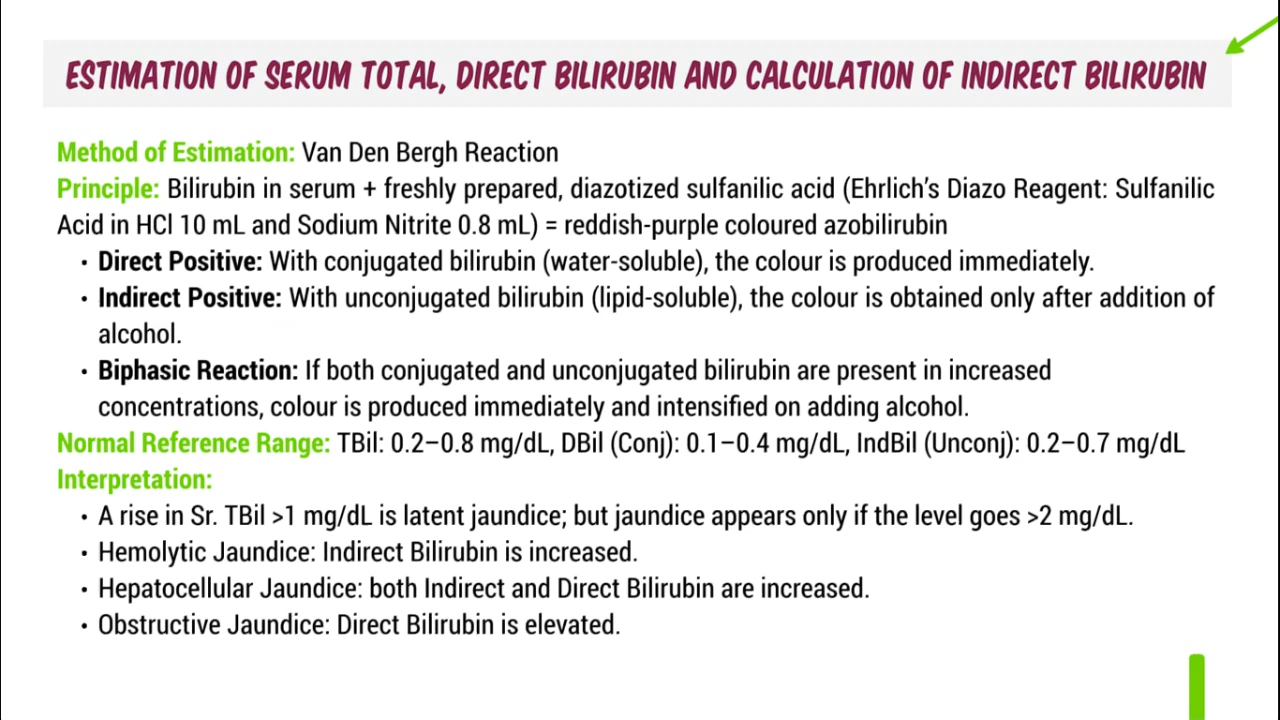 ESTIMATION OF SERUM TOTAL, DIRECT BILIRUBIN AND CALCULATION OF INDIRECT BILIRUBIN
Method of Estimation: Van Den Bergh Reaction
Principle: Bilirubin in serum + freshly prepared, diazotized sulfanilic acid (Ehrlich’s Diazo Reagent: Sulfanilic
Acid in HCl 10 mL and Sodium Nitrite 0.8 mL) = reddish-purple coloured azobilirubin
• Direct Positive: With conjugated bilirubin (water-soluble), the colour is produced immediately.
• Indirect Positive: With unconjugated bilirubin (lipid-soluble), the colour is obtained only after addition of
alcohol.
• Biphasic Reaction: If both conjugated and unconjugated bilirubin are present in increased
concentrations, colour is produced immediately and intensified on adding alcohol.
Normal Reference Range: TBil: 0.2–0.8 mg/dL, DBil (Conj): 0.1–0.4 mg/dL, IndBil (Unconj): 0.2–0.7 mg/dL
Interpretation:
• A rise in Sr. TBil >1 mg/dL is latent jaundice; but jaundice appears only if the level goes >2 mg/dL.
• Hemolytic Jaundice: Indirect Bilirubin is increased.
• Hepatocellular Jaundice: both Indirect and Direct Bilirubin are increased.
• Obstructive Jaundice: Direct Bilirubin is elevated.